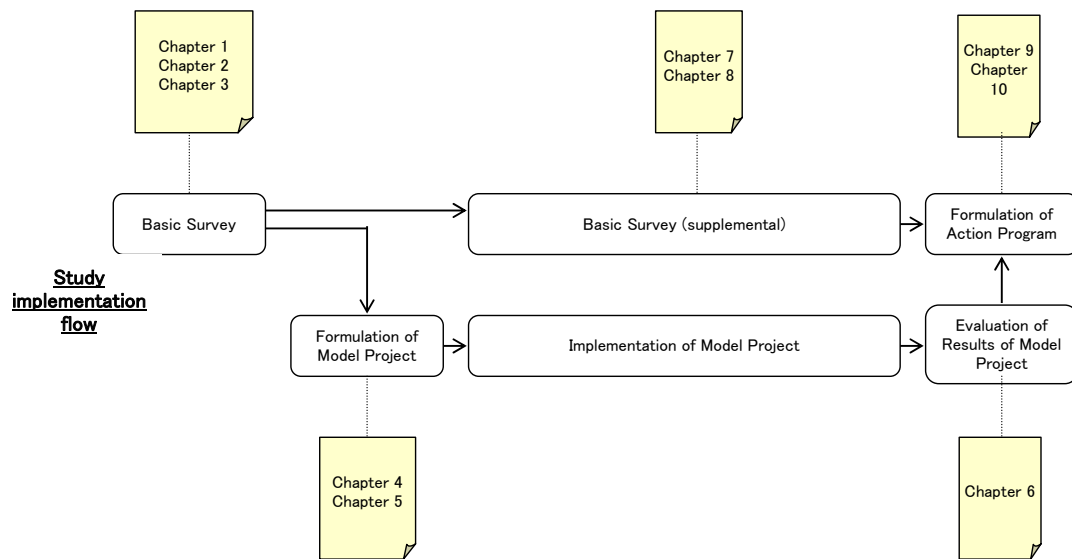 Chapter 1
Chapter 2
Chapter 3
Chapter 7
Chapter 8
Chapter 9
Chapter
10
Basic Survey
Basic Survey (supplemental)
Formulation of
Action Program
Study
implementation
flow
Formulation of
Model Project
Implementation of Model Project
Evaluation of
Results of Model
Project
Chapter 4
Chapter 5
Chapter 6